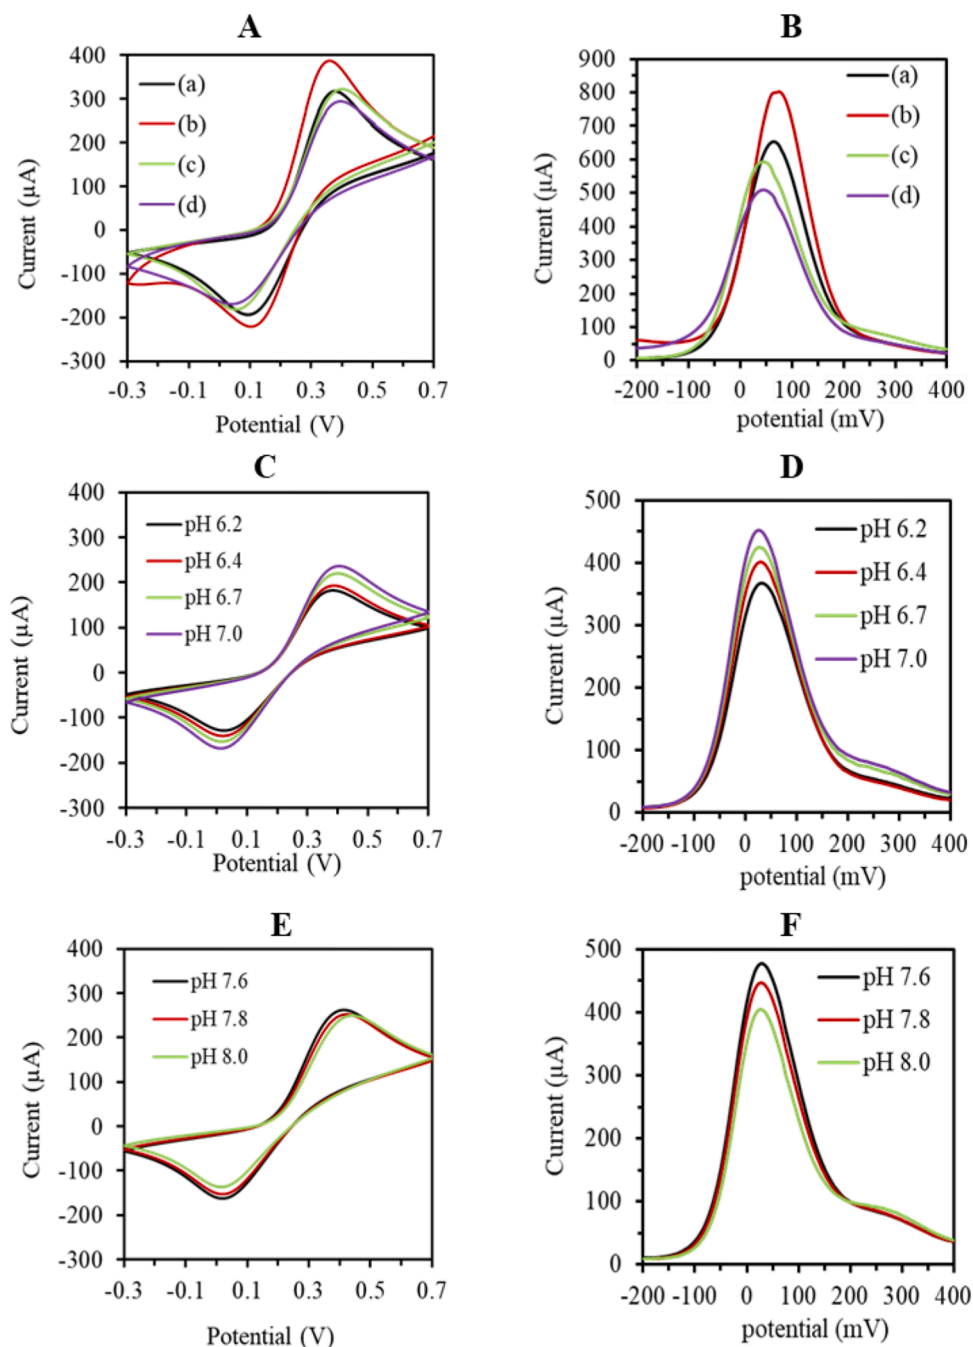 A
400
300
200
100
0
-100
-200
-300
-0.3
-0.1
0.1
0.3
0.5
0.7
Current (µA)
Potential (V)
(a)
(b)
(c)
(d)
B
900
800
700
600
500
400
300
200
100
0
-200
-100
0
100
200
300
400
Current (µA)
potential (mV)
(a)
(b)
(c)
(d)
C
400
300
200
100
0
-100
-200
-300
-0.3
-0.1
0.1
0.3
0.5
0.7
Current (µA)
Potential (V)
pH 6.2
pH 6.4
pH 6.7
pH 7.0
D
500
400
300
200
100
0
-200
-100
0
100
200
300
400
Current (µA)
potential (mV)
pH 6.2
pH 6.4
pH 6.7
pH 7.0
E
400
300
200
100
0
-100
-200
-300
-0.3
-0.1
0.1
0.3
0.5
0.7
Current (µA)
Potential (V)
pH 7.6
pH 7.8
pH 8.0
F
500
400
300
200
100
0
-200
-100
0
100
200
300
400
Current (µA)
potential (mV)
pH 7.6
pH 7.8
pH 8.0